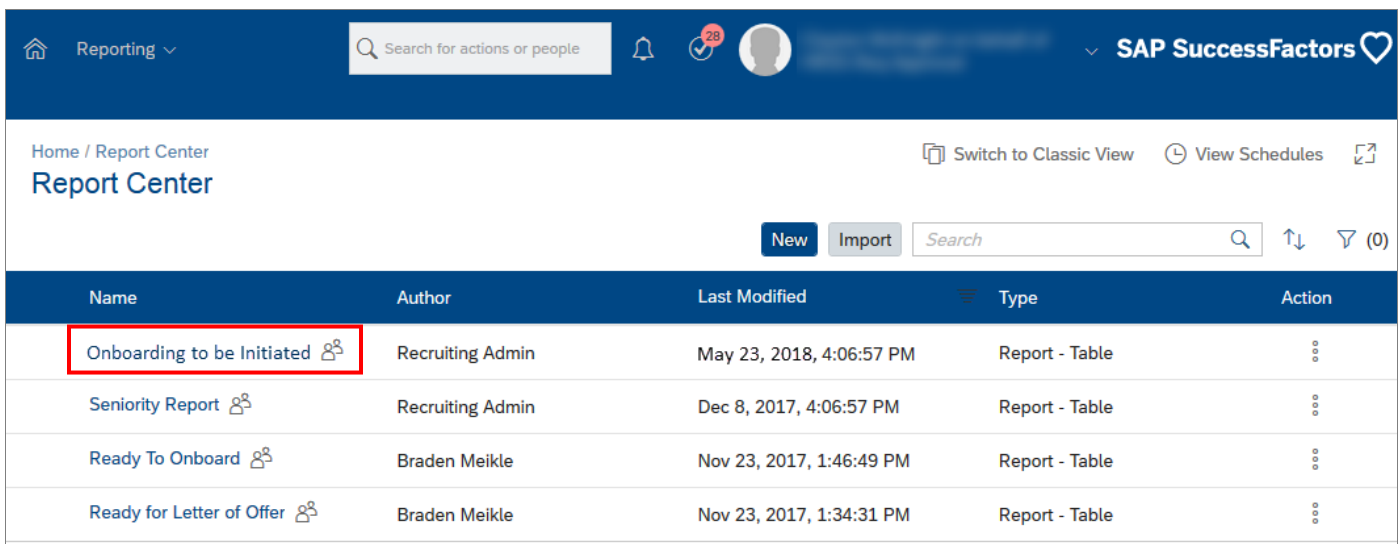 Reporting
Search for actions or people
28
SAP SuccessFactors
Home / Report Center
Switch to Classic View
View Schedules
Report Center
New
Import
Search
(0)
Name Author Last Modified Type Action
Onboarding to be Initiated Recruiting Admin May 23, 2018, 4:06:57 PM Report - Table
Seniority Report Recruiting Admin Dec 8, 2017, 4:06:57 PM Report - Table
Ready To Onboard Braden Meikle Nov 23, 2017, 1:46:49 PM Report - Table
Ready for Letter of Offer Braden Meikle Nov 23, 2017, 1:34:31 PM Report - Table